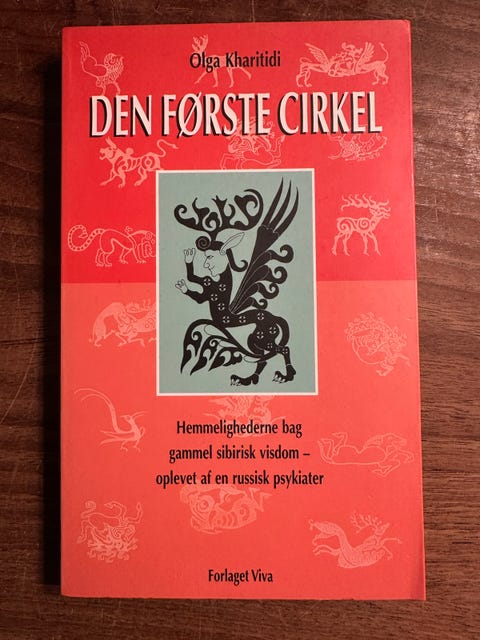 Olga Kharitidi
DEN FØRSTE CIRKEL
Hemmelighederne bag
gammel sibirisk visdom –
oplevet af en russisk psykiater
Forlaget Viva